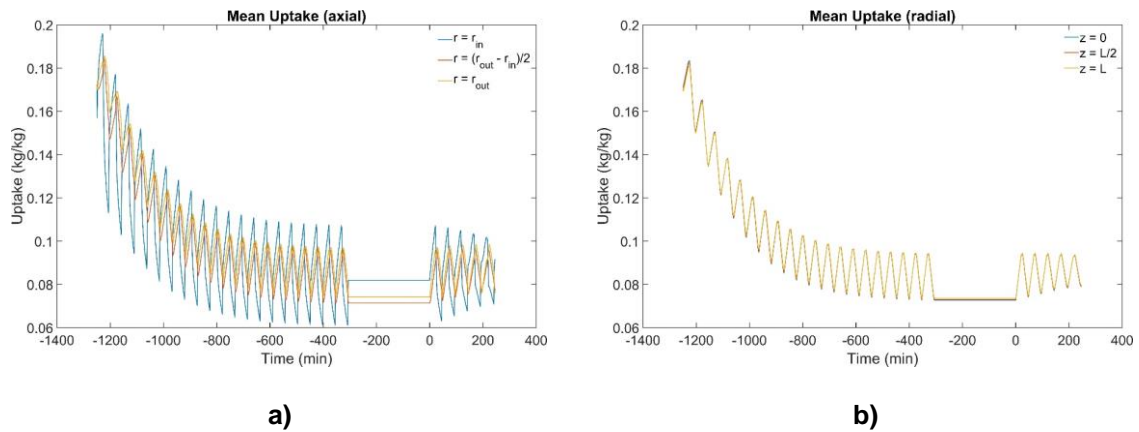 Mean Uptake (axial)
0.2
0.18
0.16
0.14
0.12
0.1
0.08
0.06
Uptake (kg/kg)
-1400 -1200 -1000 -800 -600 -400 -200 0 200 400
Time (min)
r = r_in
r = (r_out - r_in)/2
r = r_out
a)
Mean Uptake (radial)
0.2
0.18
0.16
0.14
0.12
0.1
0.08
0.06
Uptake (kg/kg)
-1400 -1200 -1000 -800 -600 -400 -200 0 200 400
Time (min)
z = 0
z = L/2
z = L
b)